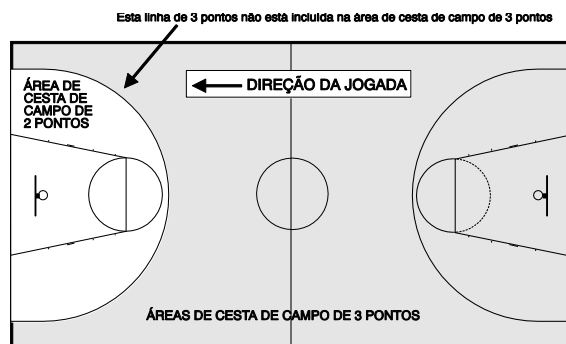 Esta linha de 3 pontos não está incluída na área de cesta de campo de 3 pontos
ÁREA DE
CESTA DE
CAMPO DE
2 PONTOS
DIREÇÃO DA JOGADA
ÁREAS DE CESTA DE CAMPO DE 3 PONTOS